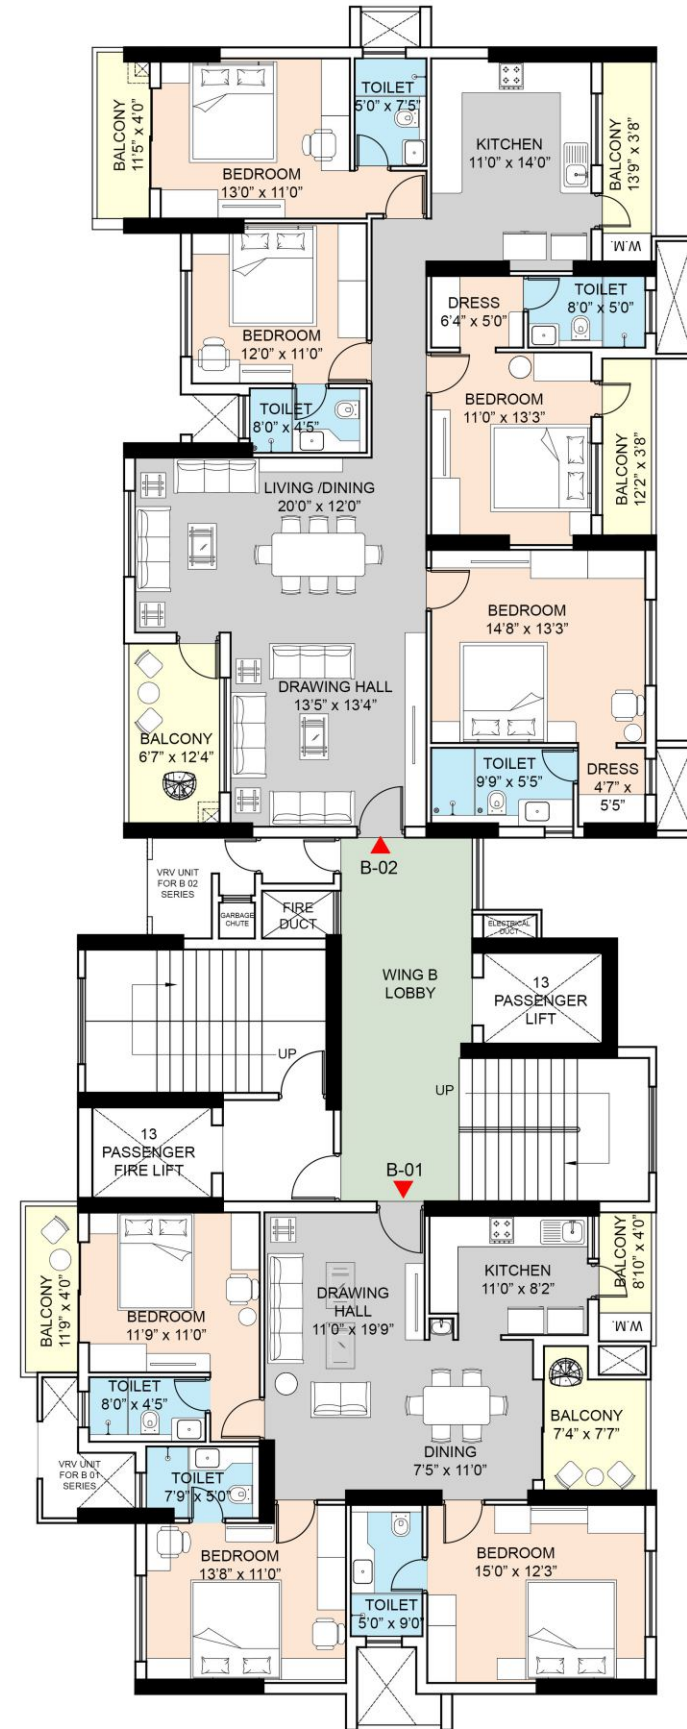 BALCONY
11'5" x 4'0"
BEDROOM
13'0" x 11'0"
TOILET
5'0" x 7'5"
KITCHEN
11'0" x 14'0"
BALCONY
13'9" x 3'8"
W.M.
BEDROOM
12'0" x 11'0"
DRESS
6'4" x 5'0"
TOILET
8'0" x 5'0"
TOILET
8'0" x 4'5"
BEDROOM
11'0" x 13'3"
BALCONY
12'2" x 3'8"
LIVING /DINING
20'0" x 12'0"
BEDROOM
14'8" x 13'3"
DRAWING HALL
13'5" x 13'4"
BALCONY
6'7" x 12'4"
TOILET
9'9" x 5'5"
DRESS
4'7" x
5'5"
B-02
VRV UNIT
FOR B 02
SERIES
GARBAGE
CHUTE
FIRE
DUCT
ELECTRICAL
DUCT
WING B
LOBBY
13
PASSENGER
LIFT
UP
UP
13
PASSENGER
FIRE LIFT
B-01
BALCONY
11'9" x 4'0"
BEDROOM
11'9" x 11'0"
DRAWING
HALL
11'0" x 19'9"
KITCHEN
11'0" x 8'2"
BALCONY
8'10" x 4'0"
W.M.
TOILET
8'0" x 4'5"
BALCONY
7'4" x 7'7"
DINING
7'5" x 11'0"
VRV UNIT
FOR B 01
SERIES
TOILET
7'9" x 5'0"
BEDROOM
13'8" x 11'0"
TOILET
5'0" x 9'0"
BEDROOM
15'0" x 12'3"